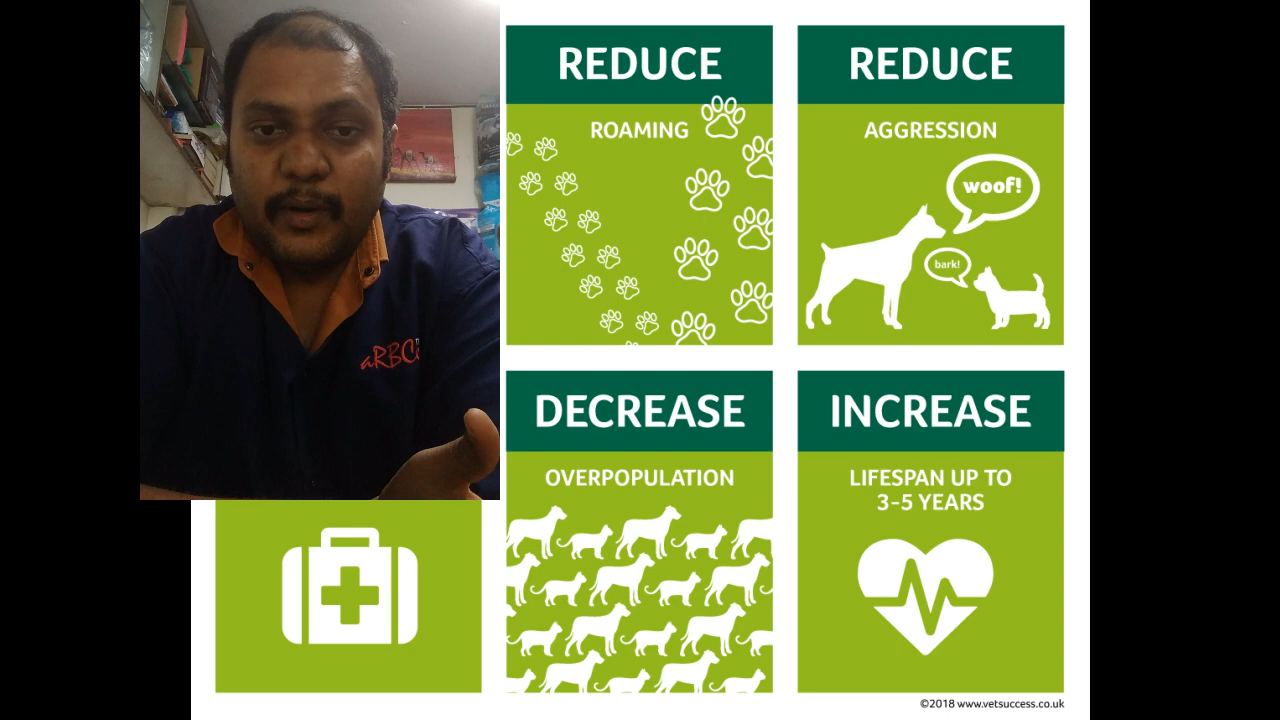 REDUCE
ROAMING
REDUCE
AGGRESSION
woof!
bark!
DECREASE
OVERPOPULATION
INCREASE
LIFESPAN UP TO
3-5 YEARS
©2018 www.vetsuccess.co.uk